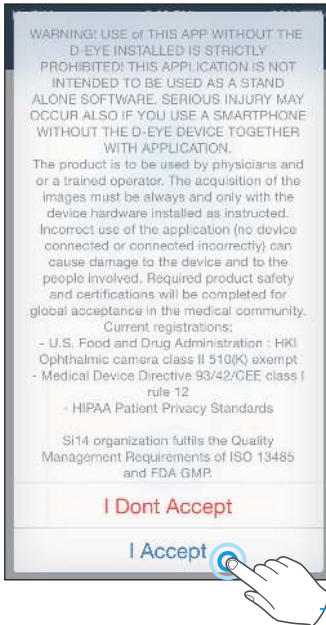 WARNING! USE of THIS APP WITHOUT THE
D-EYE INSTALLED IS STRICTLY
PROHIBITED! THIS APPLICATION IS NOT
INTENDED TO BE USED AS A STAND
ALONE SOFTWARE. SERIOUS INJURY MAY
OCCUR ALSO IF YOU USE A SMARTPHONE
WITHOUT THE D-EYE DEVICE TOGETHER
WITH APPLICATION.
The product is to be used by physicians and
or a trained operator. The acquisition of the
images must be always and only with the
device hardware installed as instructed.
Incorrect use of the application (no device
connected or connected incorrectly) can
cause damage to the device and to the
people involved. Required product safety
and certifications will be completed for
global acceptance in the medical community.
Current registrations:
- U.S. Food and Drug Administration : HKI
Ophthalmic camera class II 510(K) exempt
- Medical Device Directive 93/42/CEE class I
rule 12
- HIPAA Patient Privacy Standards
Si14 organization fulfils the Quality
Management Requirements of ISO 13485
and FDA GMP.
I Dont Accept
I Accept